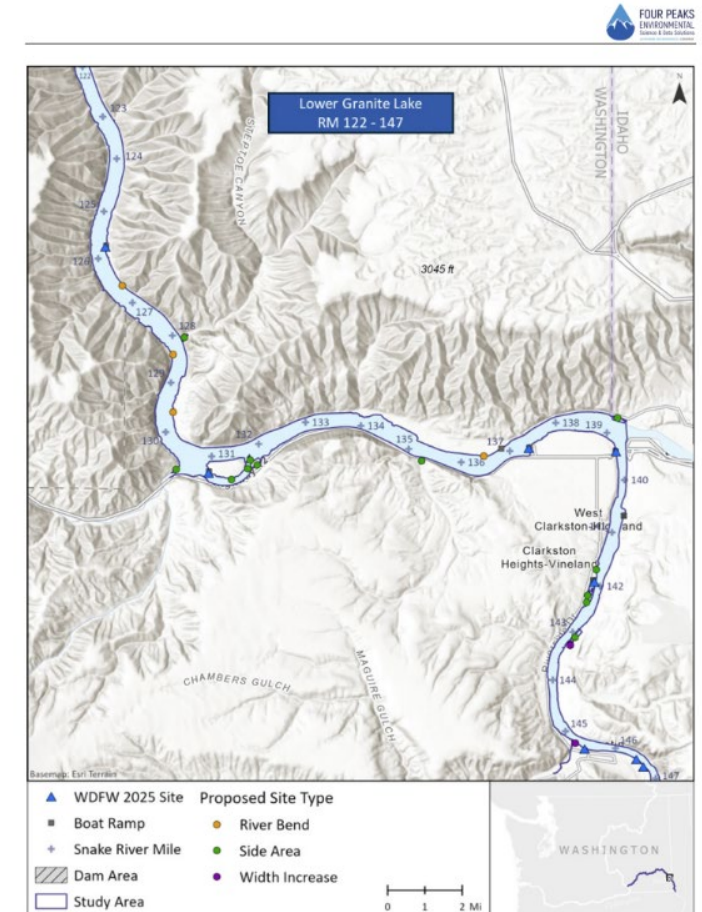 FOUR PEAKS
ENVIRONMENTAL
Science & Data Solutions
Lower Granite Lake
RM 122 - 147
N
WASHINGTON
IDAHO
STEPTOE CANYON
3045 ft
122
123
124
125
126
127
128
129
130
131
132
133
134
135
136
137
138
139
140
West
Clarkston-Highland
Clarkston
Heights-Vineland
142
143
144
145
146
147
CHAMBERS GULCH
MAGUIRE GULCH
Basemap: Esri Terrain
WDFW 2025 Site
Boat Ramp
Snake River Mile
Dam Area
Study Area
Proposed Site Type
River Bend
Side Area
Width Increase
0 1 2 Mi
WASHINGTON